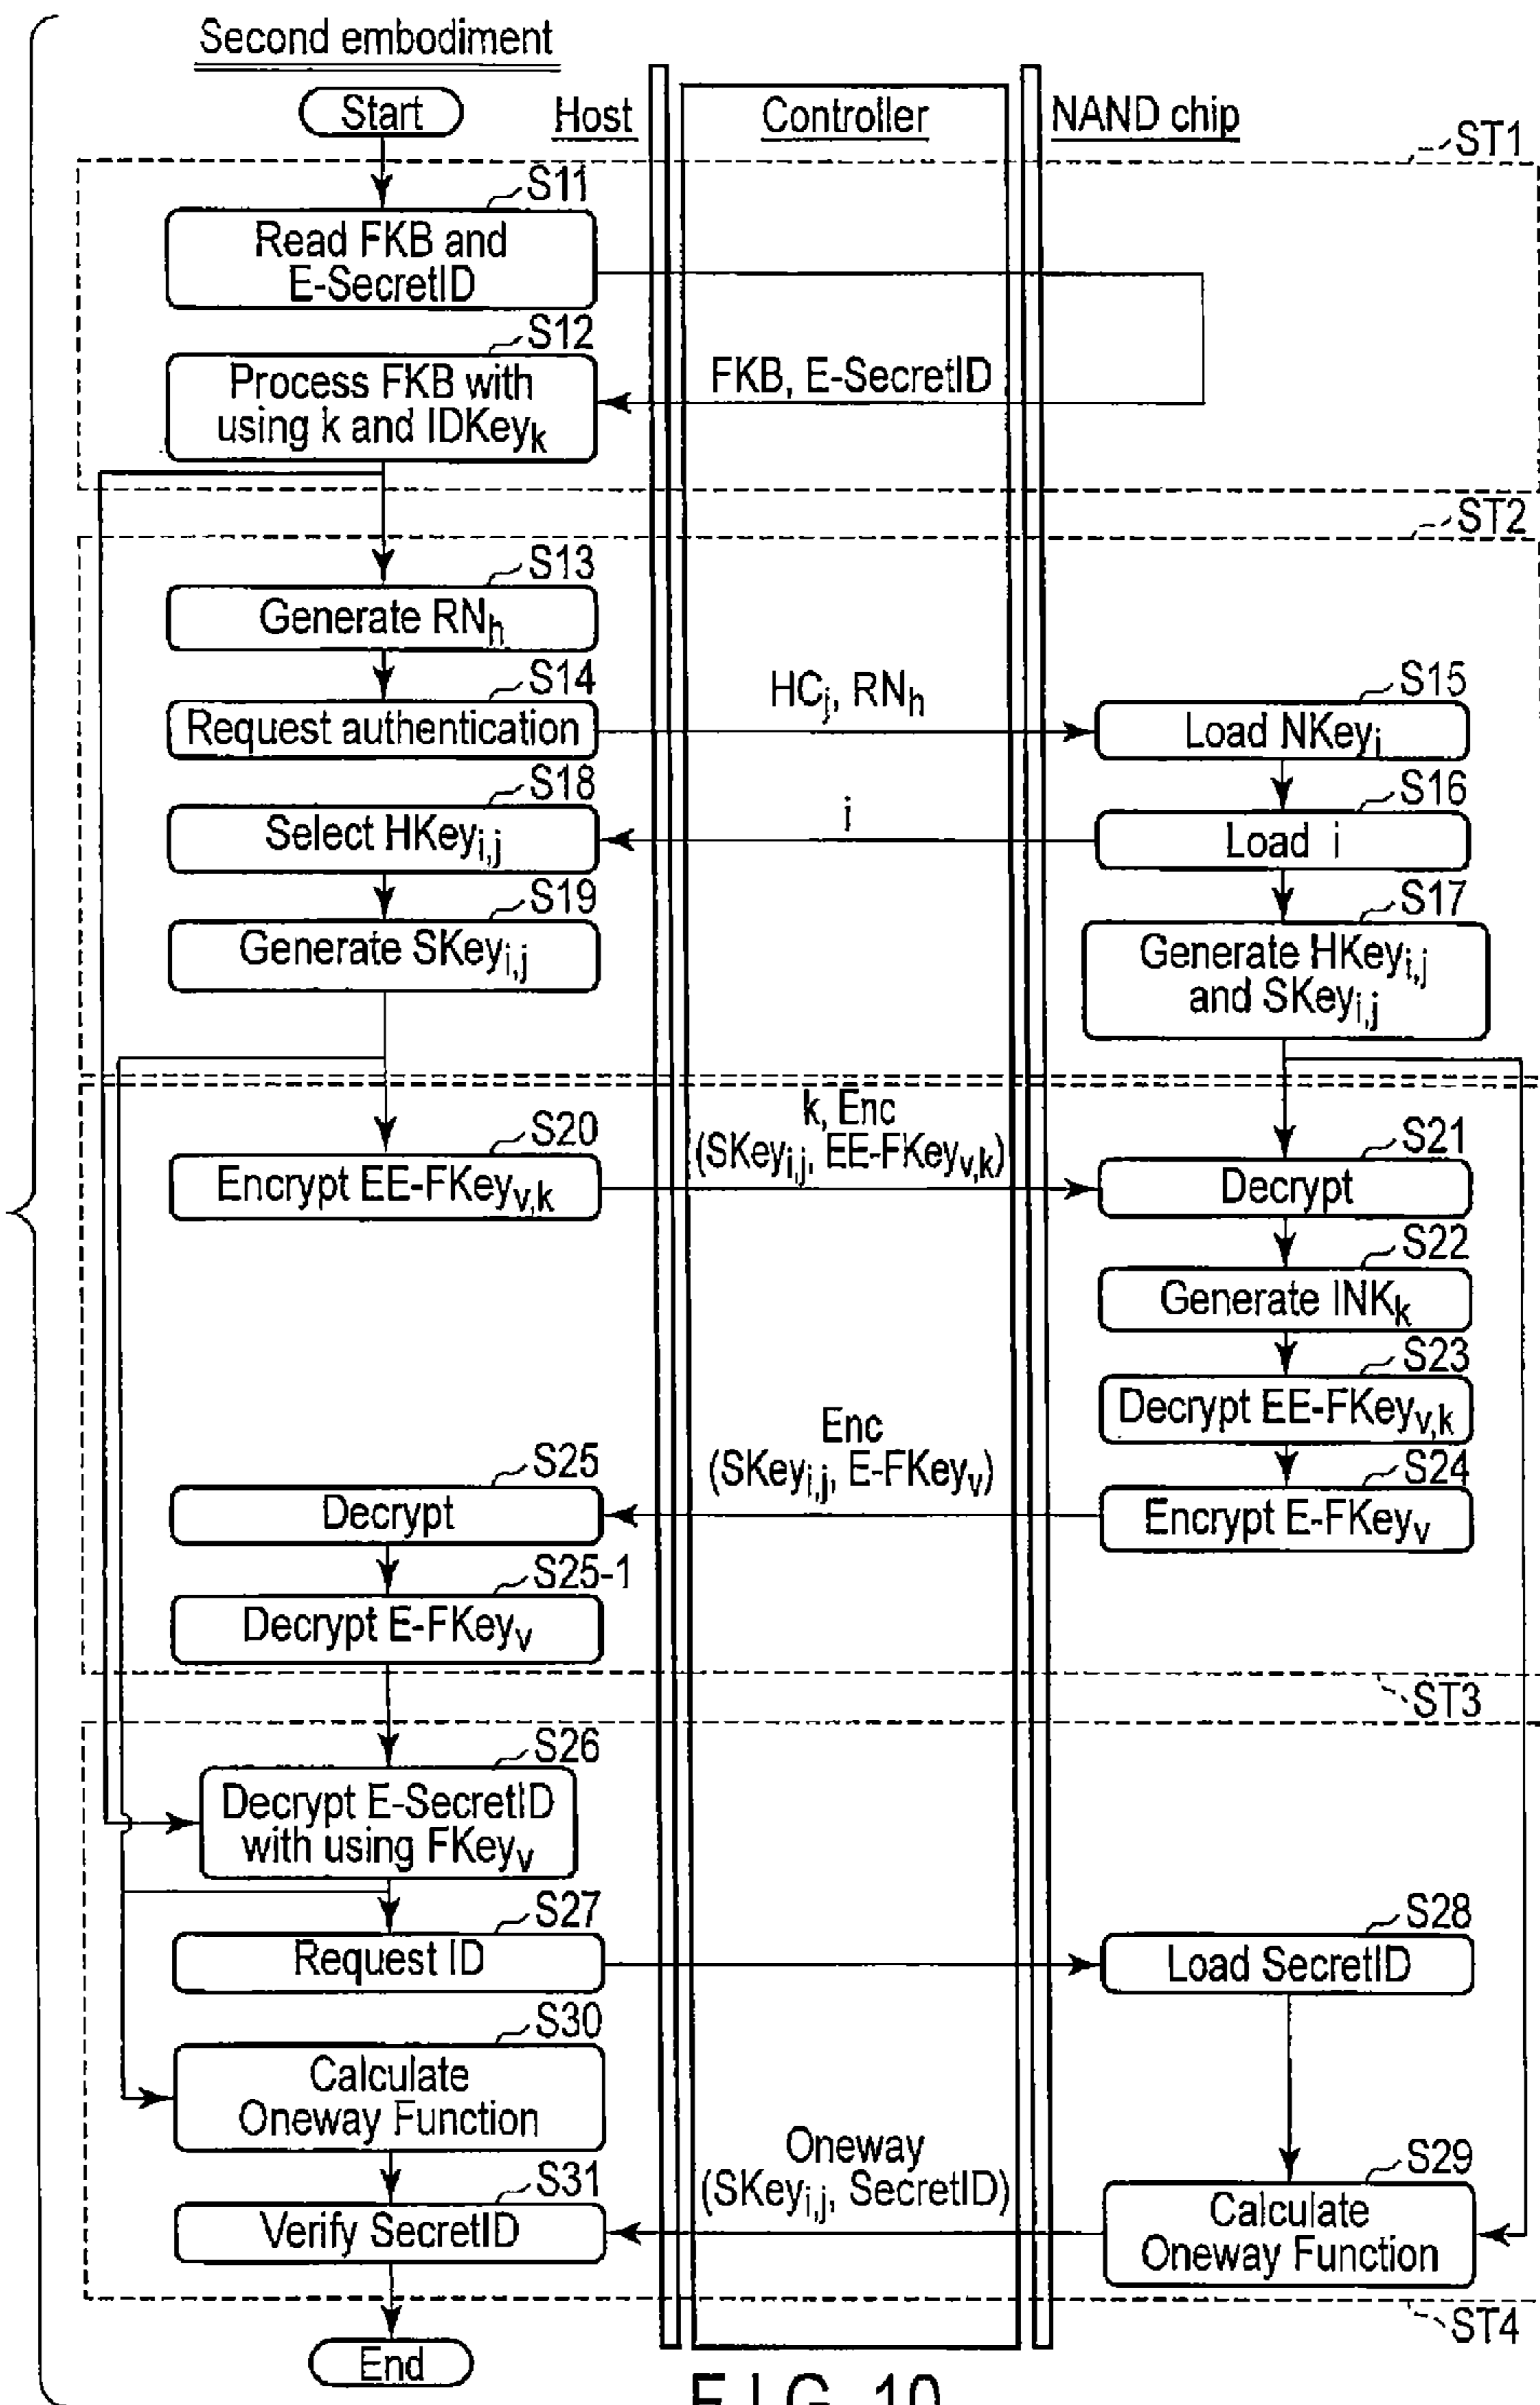 Second embodiment
Start
Host
Controller
NAND chip
ST1
S11
Read FKB and
E-SecretID
S12
Process FKB with
using k and IDKeyk
FKB, E-SecretID
ST2
S13
Generate RNh
S14
Request authentication
HCj, RNh
S15
Load NKeyi
S18
Select HKeyi,j
i
S16
Load i
S19
Generate SKeyi,j
S17
Generate HKeyi,j
and SKeyi,j
S20
Encrypt EE-FKeyv,k
k, Enc
(SKeyi,j, EE-FKeyv,k)
S21
Decrypt
S22
Generate INKk
S23
Decrypt EE-FKeyv,k
S25
Decrypt
Enc
(SKeyi,j, E-FKeyv)
S24
Encrypt E-FKeyv
S25-1
Decrypt E-FKeyv
ST3
S26
Decrypt E-SecretID
with using FKeyv
S27
Request ID
S28
Load SecretID
S30
Calculate
Oneway Function
S31
Verify SecretID
Oneway
(SKeyi,j, SecretID)
S29
Calculate
Oneway Function
ST4
End
FIG. 10